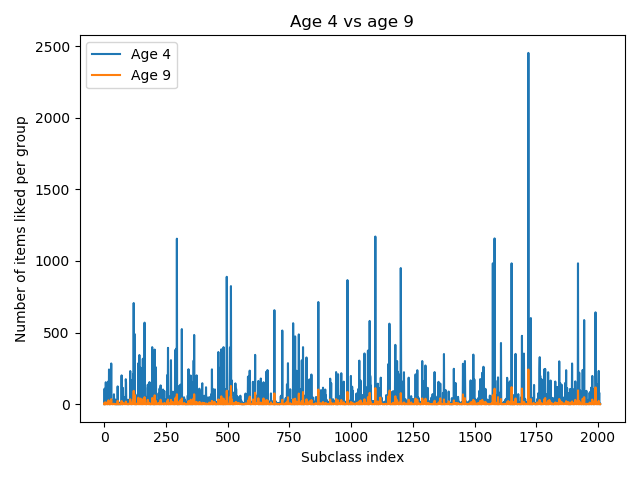 Age 4 vs age 9
Age 4
Age 9
Number of items liked per group
2500
2000
1500
1000
500
0
0 250 500 750 1000 1250 1500 1750 2000
Subclass index